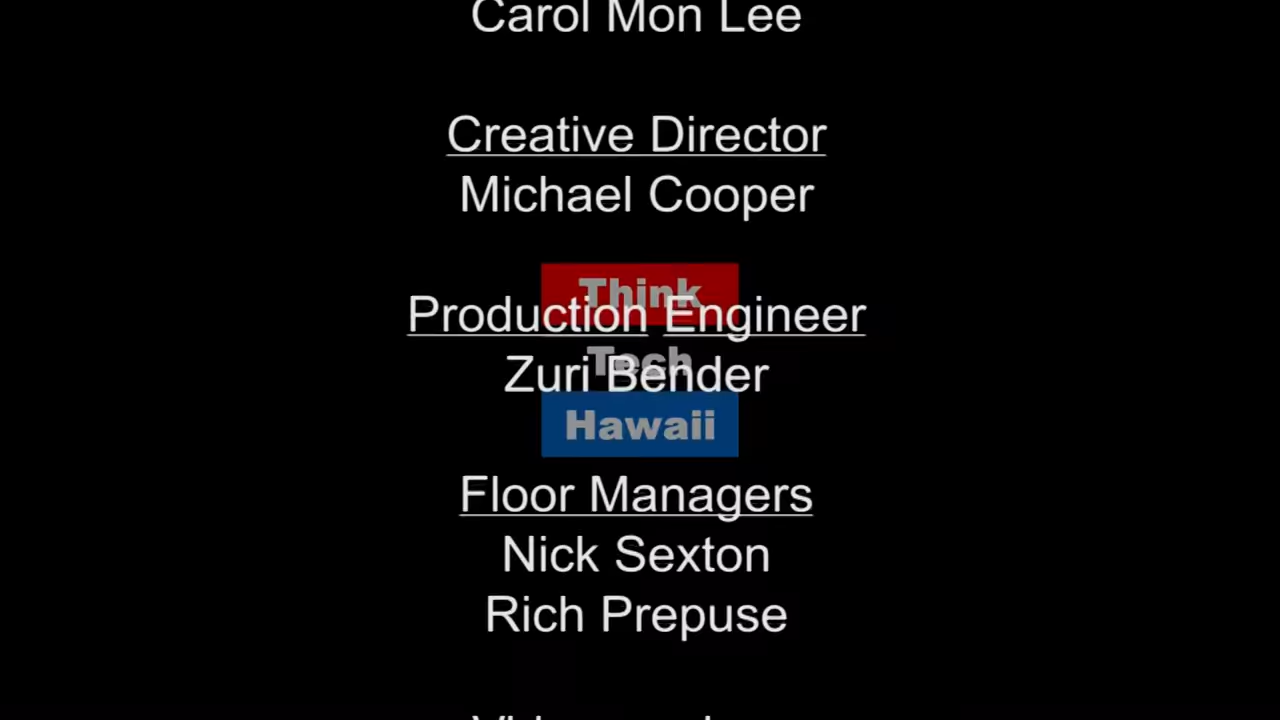 Carol Mon Lee
Creative Director
Michael Cooper
Think
Production Engineer
Tech
Zuri Bender
Hawaii
Floor Managers
Nick Sexton
Rich Prepuse